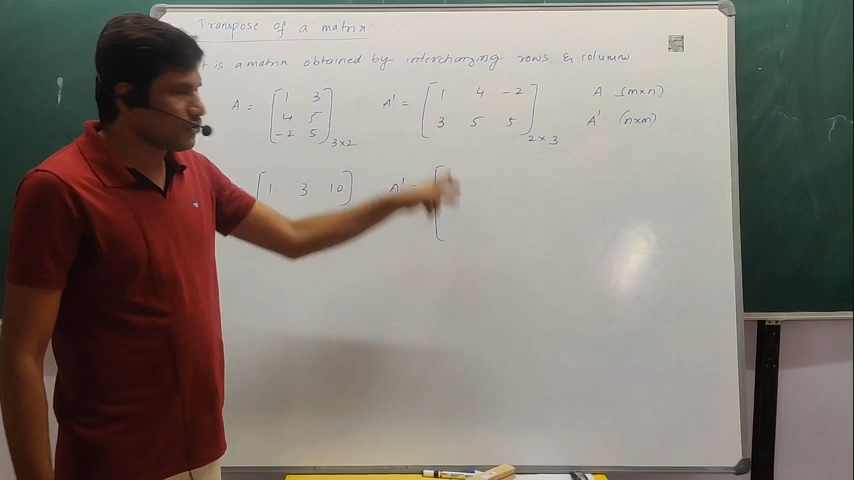 Transpose of a matrix
t is a matrix obtained by interchanging rows & columns
A = [ 1 3 A' = [ 1 4 -2 A (m×n)
4 5 3 5 5 ] 2×3 A' (n×m)
-2 5 ] 3×2
[ 1 3 10 ] A' = [